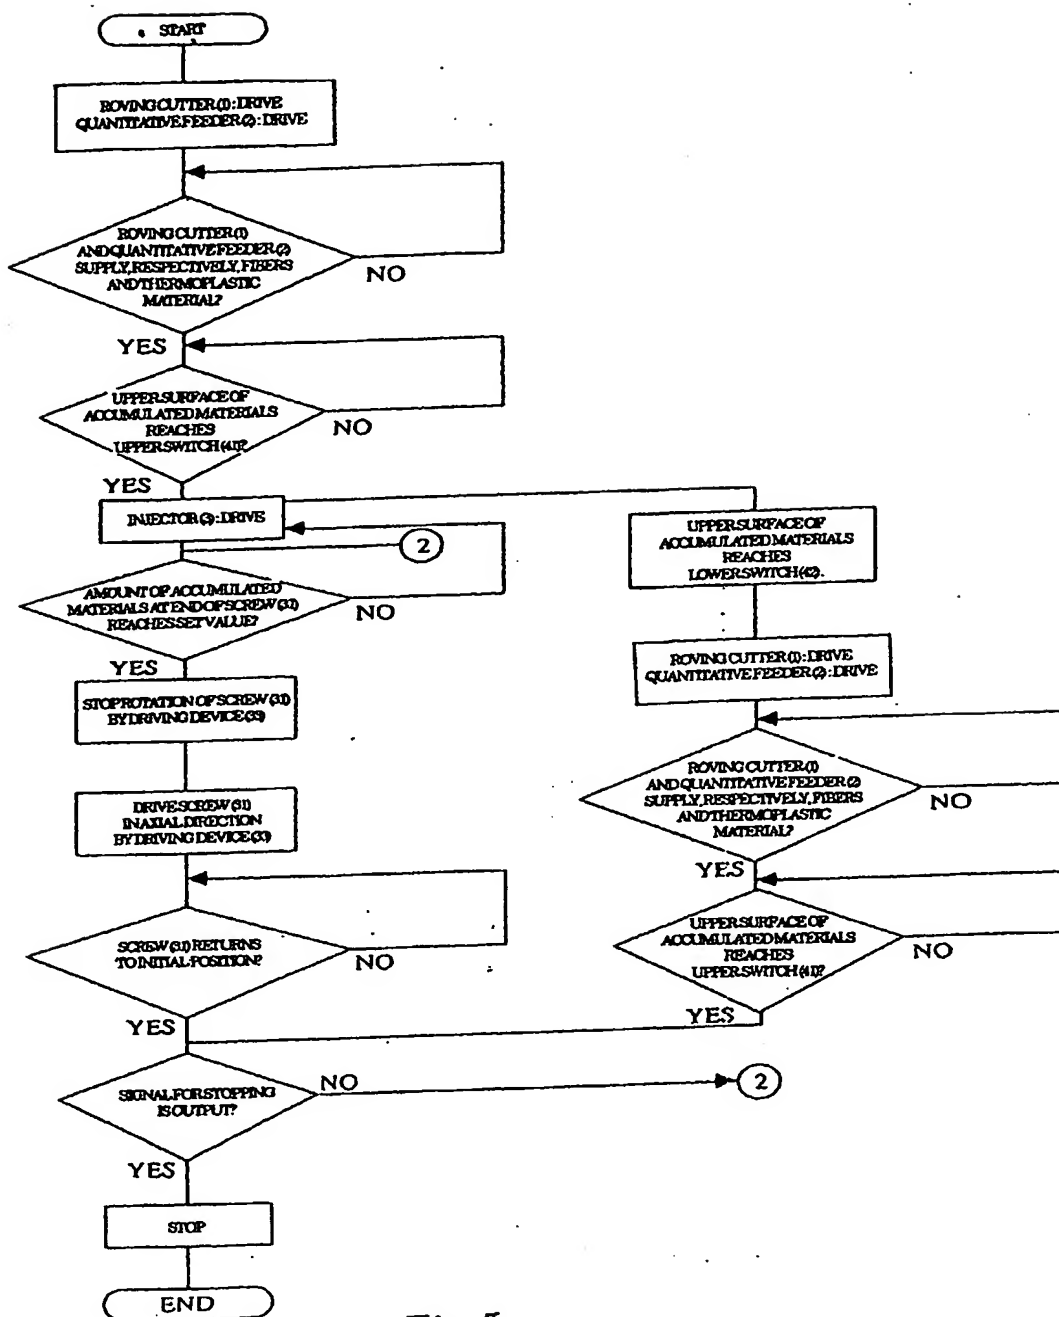 START
ROVING CUTTER (1) : DRIVE
QUANTITATIVE FEEDER (2) : DRIVE
ROVING CUTTER (1)
AND QUANTITATIVE FEEDER (2)
SUPPLY, RESPECTIVELY, FIBERS
AND THERMOPLASTIC
MATERIAL?
NO
YES
UPPER SURFACE OF
ACCUMULATED MATERIALS
REACHES
UPPER SWITCH (41)?
NO
YES
INJECTOR (3) : DRIVE
2
AMOUNT OF ACCUMULATED
MATERIALS AT END OF SCREW (31)
REACHES SET VALUE?
NO
YES
STOP ROTATION OF SCREW (31)
BY DRIVING DEVICE (33)
DRIVE SCREW (31)
IN AXIAL DIRECTION
BY DRIVING DEVICE (33)
SCREW (31) RETURNS
TO INITIAL POSITION?
NO
YES
UPPER SURFACE OF
ACCUMULATED MATERIALS
REACHES
LOWER SWITCH (42).
ROVING CUTTER (1) : DRIVE
QUANTITATIVE FEEDER (2) : DRIVE
ROVING CUTTER (1)
AND QUANTITATIVE FEEDER (2)
SUPPLY, RESPECTIVELY, FIBERS
AND THERMOPLASTIC
MATERIAL?
NO
YES
UPPER SURFACE OF
ACCUMULATED MATERIALS
REACHES
UPPER SWITCH (41)?
NO
YES
SIGNAL FOR STOPPING
IS OUTPUT?
NO
2
YES
STOP
END